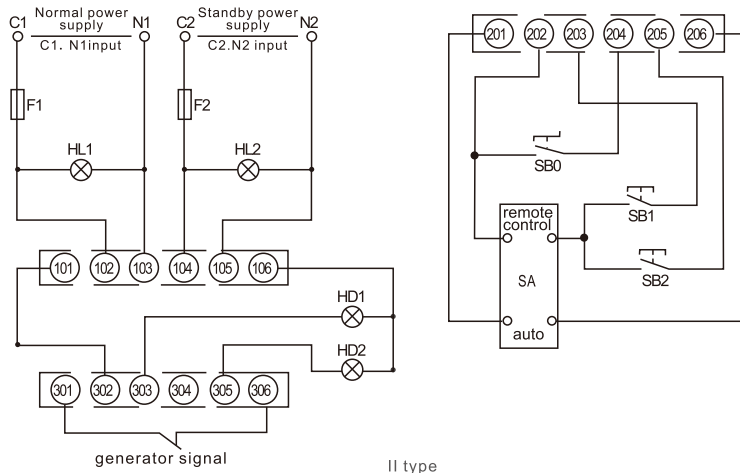 C1
Normal power
supply
N1
C1. N1input
C2
Standby power
supply
N2
C2.N2 input
F1
F2
HL1
HL2
101 102 103 104 105 106
HD1
HD2
301 302 303 304 305 306
generator signal
201 202 203 204 205 206
SB0
remote
control
SB1
SA
SB2
auto
II type